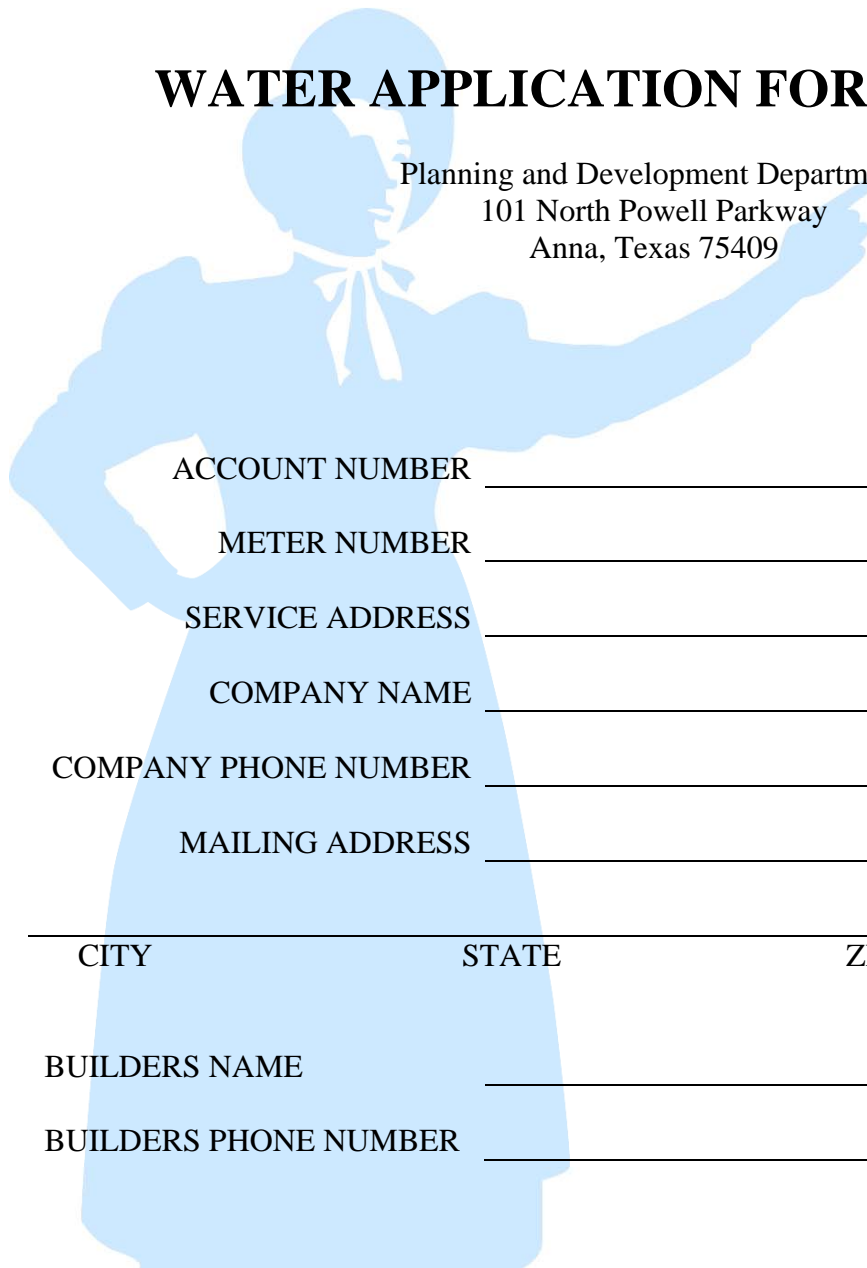 WATER APPLICATION FOR
Planning and Development Departm
101 North Powell Parkway
Anna, Texas 75409
ACCOUNT NUMBER
METER NUMBER
SERVICE ADDRESS
COMPANY NAME
COMPANY PHONE NUMBER
MAILING ADDRESS
CITY STATE Z
BUILDERS NAME
BUILDERS PHONE NUMBER